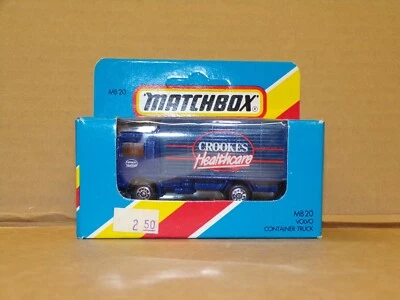 MB 20
MATCHBOX
CROOKES
Healthcare
2 50
MB 20
VOLVO
CONTAINER TRUCK